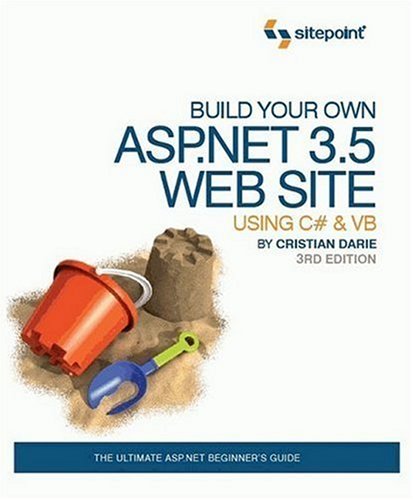 sitepoint®
BUILD YOUR OWN
ASP.NET 3.5
WEB SITE
USING C# & VB
BY CRISTIAN DARIE
3RD EDITION
THE ULTIMATE ASP.NET BEGINNER'S GUIDE